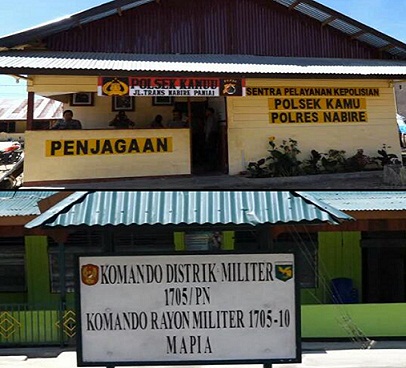 POLSEK KAMUU
JL.TRANS NABIRE PANIAI
SENTRA PELAYANAN KEPOLISIAN
POLSEK KAMU
POLRES NABIRE
PENJAGAAN
KOMANDO DISTRIK MILITER
1705/PN
KOMANDO RAYON MILITER 1705-10
MAPIA